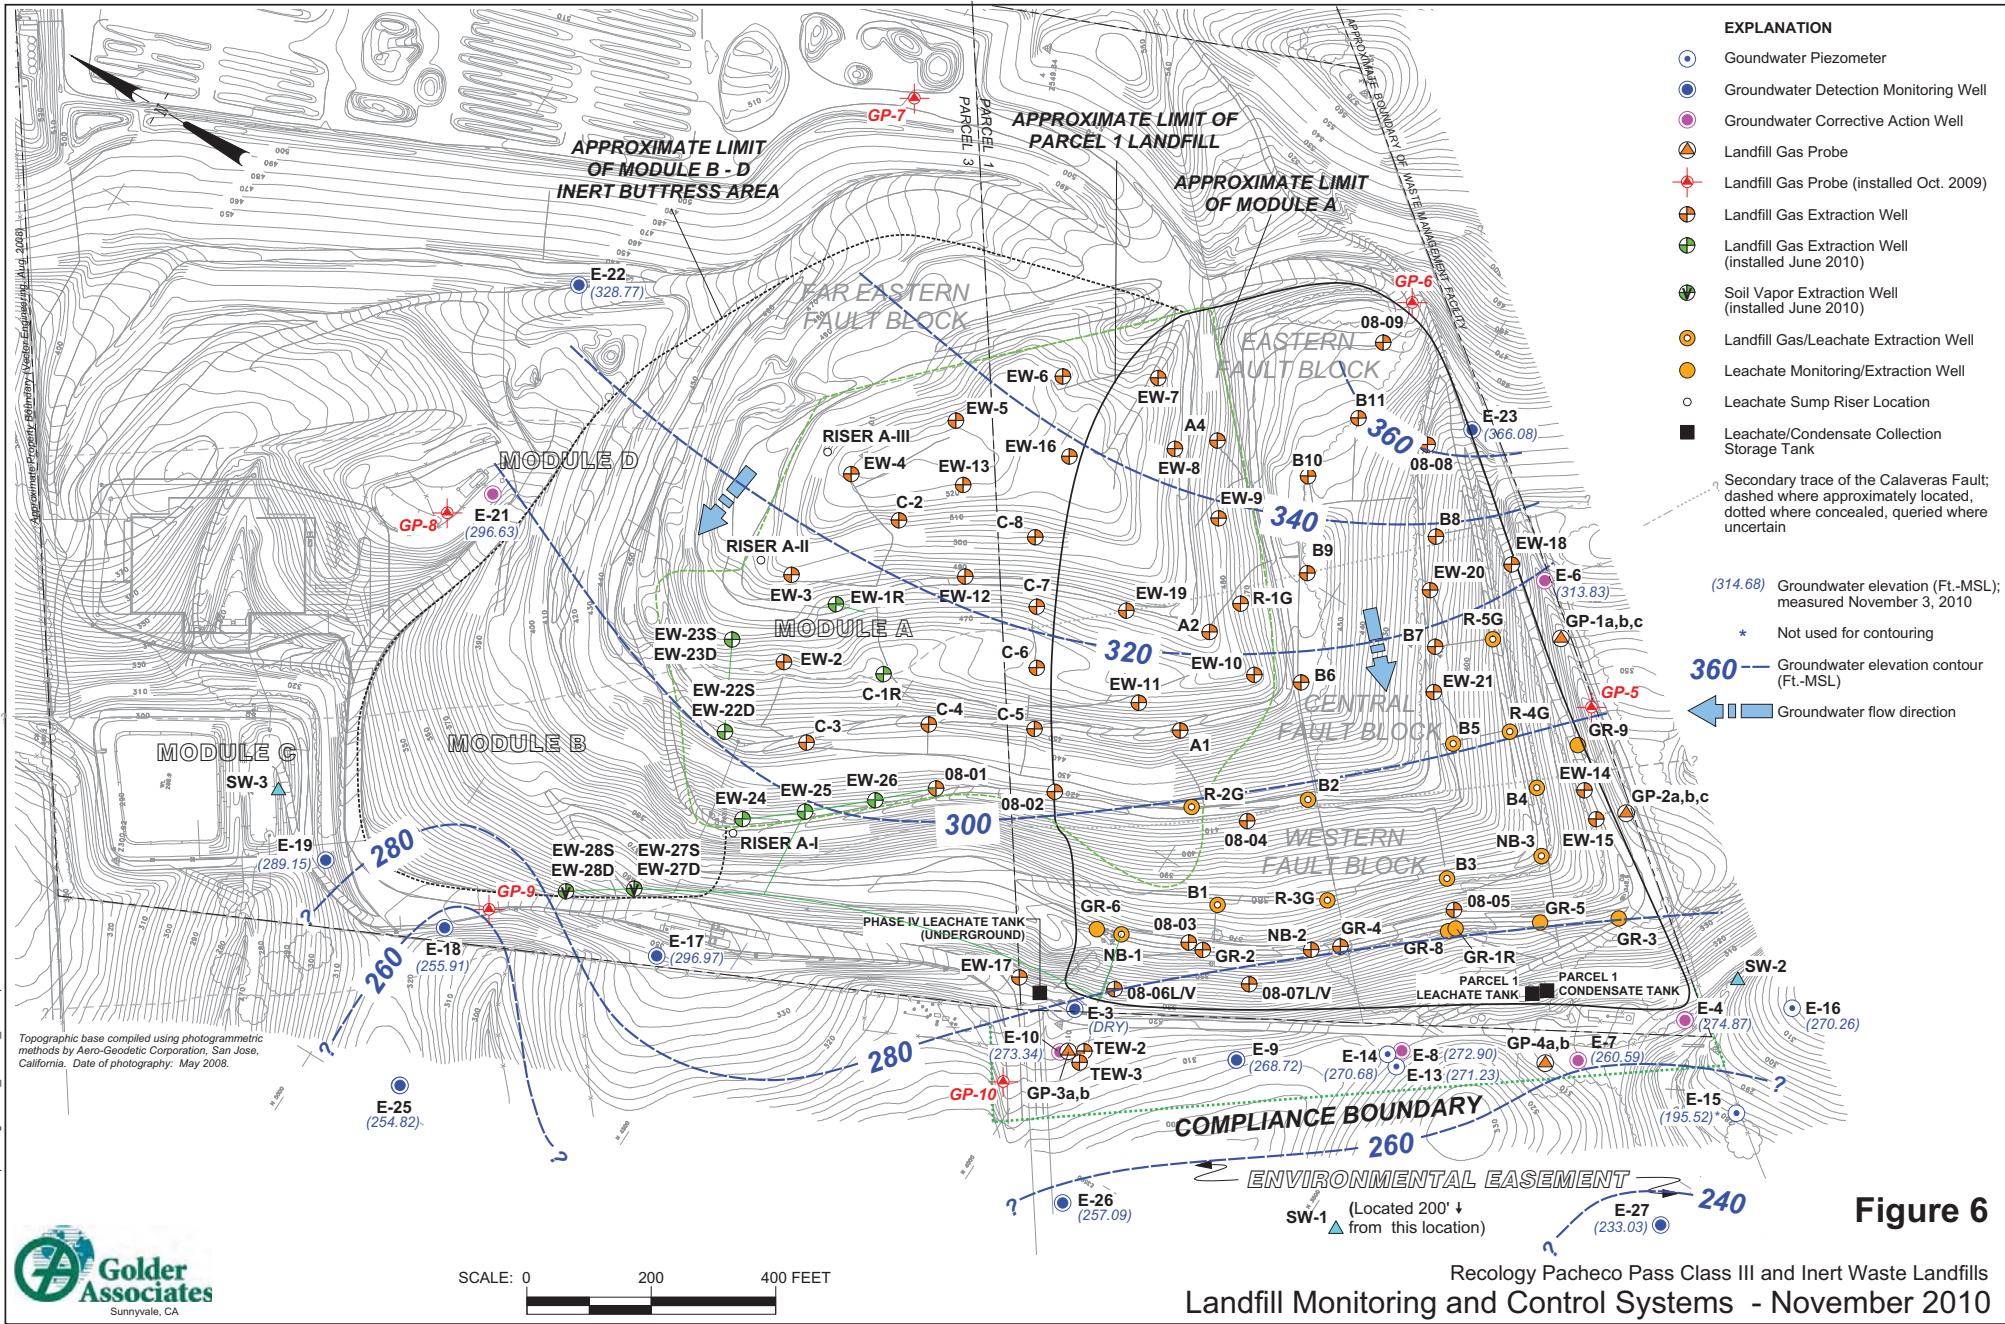 EXPLANATION
Goundwater Piezometer
Groundwater Detection Monitoring Well
Groundwater Corrective Action Well
Landfill Gas Probe
Landfill Gas Probe (installed Oct. 2009)
Landfill Gas Extraction Well
Landfill Gas Extraction Well
(installed June 2010)
Soil Vapor Extraction Well
(installed June 2010)
Landfill Gas/Leachate Extraction Well
Leachate Monitoring/Extraction Well
Leachate Sump Riser Location
Leachate/Condensate Collection
Storage Tank
Secondary trace of the Calaveras Fault;
dashed where approximately located,
dotted where concealed, queried where
uncertain
(314.68) Groundwater elevation (Ft.-MSL);
measured November 3, 2010
* Not used for contouring
360 Groundwater elevation contour
(Ft.-MSL)
Groundwater flow direction
APPROXIMATE LIMIT
OF MODULE B - D
INERT BUTTRESS AREA
PARCEL 1
PARCEL 3
APPROXIMATE LIMIT OF
PARCEL 1 LANDFILL
APPROXIMATE LIMIT
OF MODULE A
APPROXIMATE BOUNDARY OF WASTE MANAGEMENT FACILITY
Approximate Property Boundary (Vector Engineering, Aug. 2008)
GP-7
GP-6
E-22
(328.77)
FAR EASTERN
FAULT BLOCK
EASTERN
FAULT BLOCK
08-09
EW-6
EW-7
EW-5
A4
B11
360
E-23
(366.08)
RISER A-III
EW-4
EW-13
EW-16
EW-8
B10
08-08
MODULE D
GP-8
E-21
(296.63)
C-2
C-8
EW-9
340
B8
RISER A-II
EW-3
EW-1R
EW-12
C-7
EW-19
B9
R-1G
EW-20
EW-18
E-6
(313.83)
EW-23S
EW-23D
MODULE A
EW-2
C-6
A2
320
B7
R-5G
GP-1a,b,c
EW-22S
EW-22D
C-1R
EW-10
B6
EW-11
EW-21
GP-5
CENTRAL
FAULT BLOCK
C-3
C-4
C-5
A1
B5
R-4G
GR-9
MODULE B
MODULE C
SW-3
EW-24
EW-25
EW-26
08-01
08-02
300
R-2G
B2
B4
EW-14
GP-2a,b,c
RISER A-I
08-04
WESTERN
FAULT BLOCK
NB-3
EW-15
E-19
(289.15)
280
EW-28S
EW-28D
EW-27S
EW-27D
GP-9
B1
R-3G
B3
08-05
GR-5
GR-3
PHASE IV LEACHATE TANK
(UNDERGROUND)
GR-6
NB-1
08-03
GR-2
NB-2
GR-4
GR-8
GR-1R
E-18
(255.91)
260
E-17
(296.97)
EW-17
08-06L/V
08-07L/V
PARCEL 1
LEACHATE TANK
PARCEL 1
CONDENSATE TANK
SW-2
E-3
(DRY)
E-4
(274.87)
E-16
(270.26)
280
E-10
(273.34)
TEW-2
TEW-3
E-9
(268.72)
E-14
(270.68)
E-8
(272.90)
E-13
(271.23)
GP-4a,b
E-7
(260.59)
GP-10
GP-3a,b
E-15
(195.52)*
COMPLIANCE BOUNDARY
260
E-25
(254.82)
E-26
(257.09)
ENVIRONMENTAL EASEMENT
SW-1
(Located 200'
from this location)
E-27
(233.03)
240
Topographic base compiled using photogrammetric
methods by Aero-Geodetic Corporation, San Jose,
California. Date of photography: May 2008.
Golder
Associates
Sunnyvale, CA
SCALE: 0 200 400 FEET
Figure 6
Recology Pacheco Pass Class III and Inert Waste Landfills
Landfill Monitoring and Control Systems - November 2010